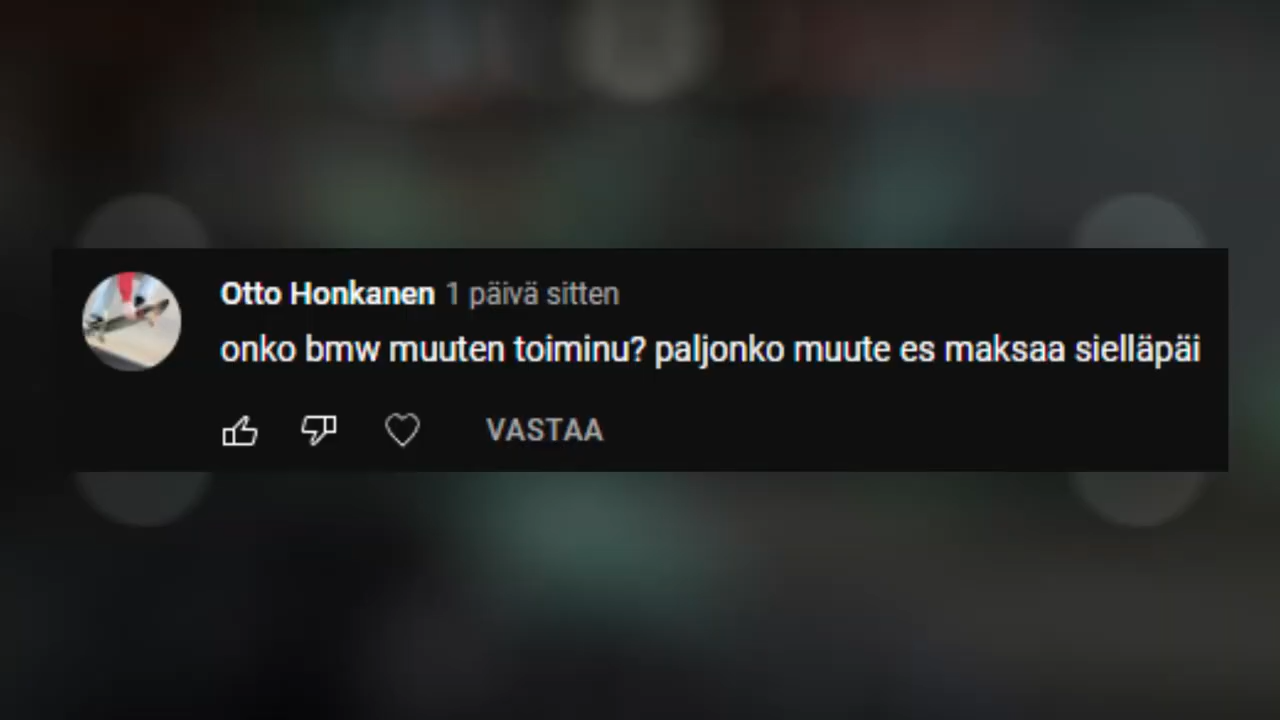 Otto Honkanen 1 päivä sitten
onko bmw muuten toiminu? paljonko muute es maksaa sielläpäi
VASTAA